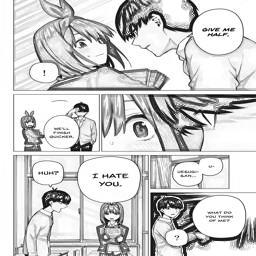 GIVE ME
HALF.
!
WE'LL
FINISH
QUICKER.
U-
UESUGI-
SAN...
WHAT DO
YOU THINK
OF ME?
?
I HATE
YOU.
HUH?